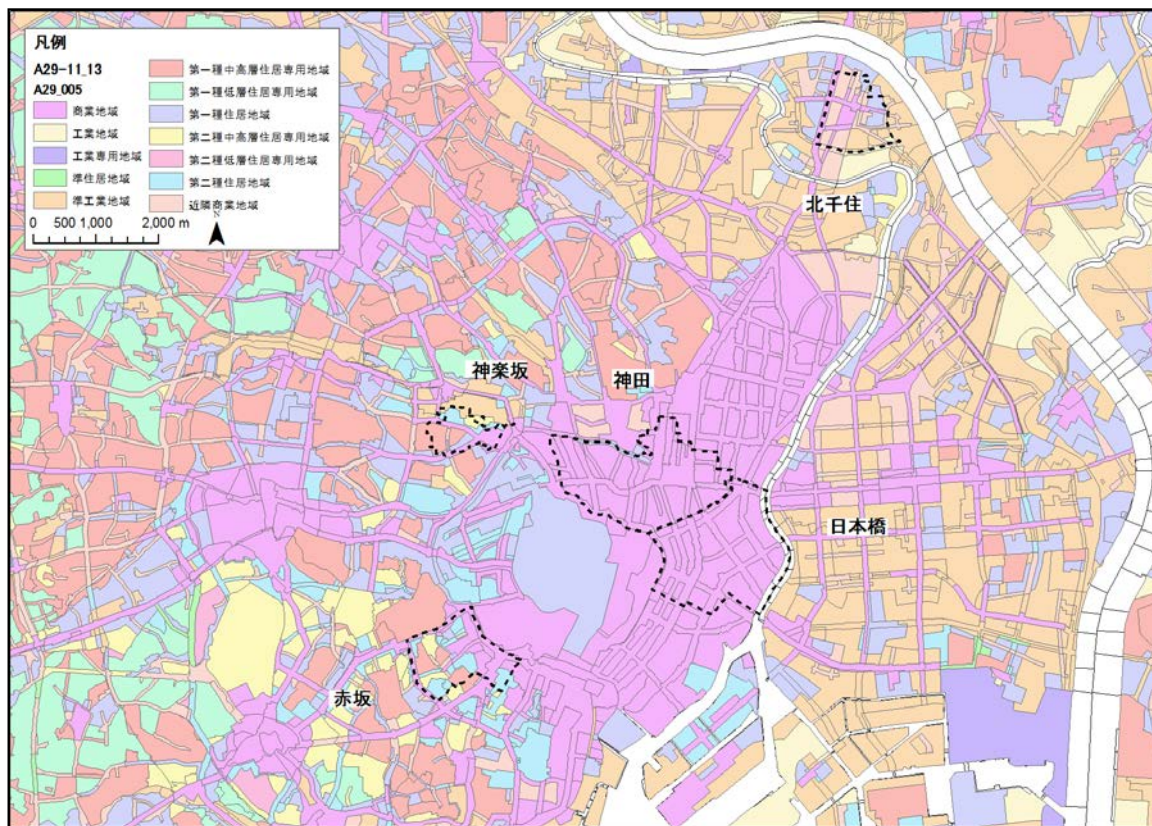 凡例
A29-11_13
A29_005
商業地域
工業地域
工業専用地域
準住居地域
準工業地域
第一種中高層住居専用地域
第一種低層住居専用地域
第一種住居地域
第二種中高層住居専用地域
第二種低層住居専用地域
第二種住居地域
近隣商業地域
0 500 1,000 2,000 m
N
北千住
神楽坂
神田
日本橋
赤坂